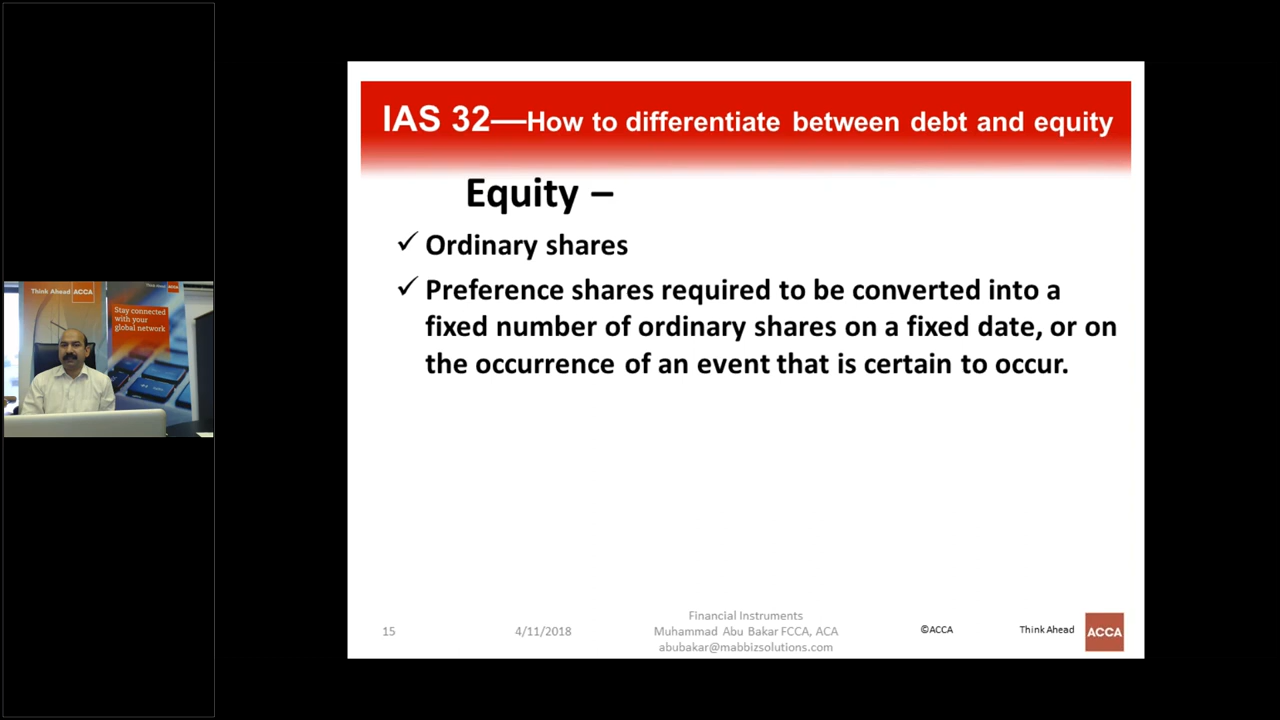 IAS 32—How to differentiate between debt and equity
Equity –
✓ Ordinary shares
✓ Preference shares required to be converted into a
fixed number of ordinary shares on a fixed date, or on
the occurrence of an event that is certain to occur.
15
4/11/2018
Financial Instruments
Muhammad Abu Bakar FCCA, ACA
abubakar@mabbizsolutions.com
©ACCA
Think Ahead
ACCA
Think Ahead ACCA
Think Ahead ACCA
Stay connected
with your
global network